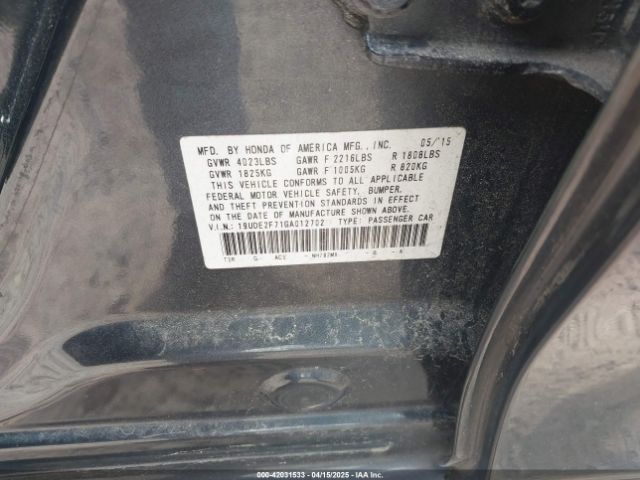 MFD. BY HONDA OF AMERICA MFG., INC. 05/'15
GVWR 4023LBS GAWR F 2216LBS R 1808LBS
GVWR 1825KG GAWR F 1005KG R 820KG
THIS VEHICLE CONFORMS TO ALL APPLICABLE
FEDERAL MOTOR VEHICLE SAFETY, BUMPER,
AND THEFT PREVENTION STANDARDS IN EFFECT
ON THE DATE OF MANUFACTURE SHOWN ABOVE.
V.I.N.: 19UDE2F71GA012702 TYPE: PASSENGER CAR
G ACS B A
000-42031533 - 04/15/2025 - IAA Inc.